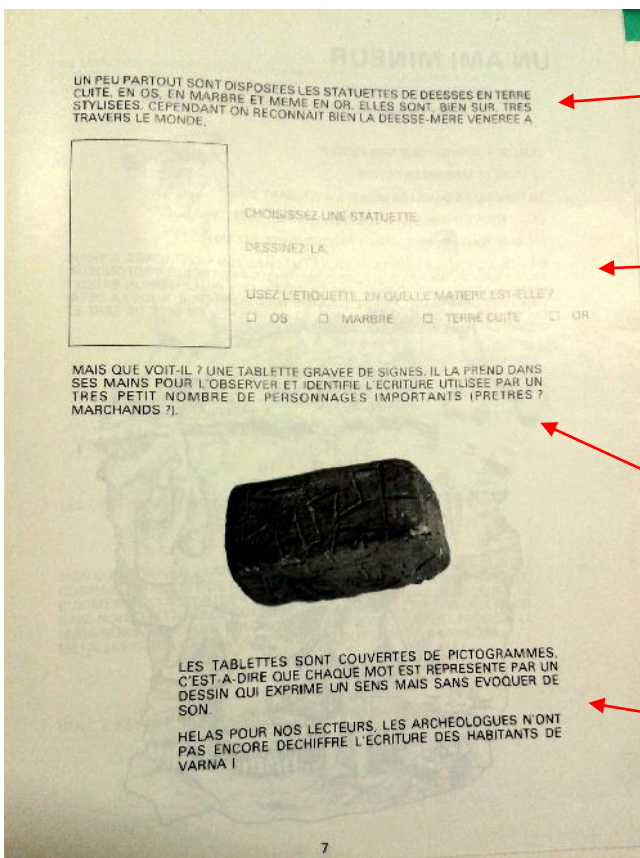 UN PEU PARTOUT SONT DISPOSEES LES STATUETTES DE DEESSES EN TERRE
CUITE, EN OS, EN MARBRE ET MEME EN OR. ELLES SONT, BIEN SUR, TRES
STYLISEES. CEPENDANT ON RECONNAIT BIEN LA DEESSE-MERE VENEREE A
TRAVERS LE MONDE.
CHOISISSEZ UNE STATUETTE.
DESSINEZ-LA.
LISEZ L'ETIQUETTE, EN QUELLE MATIERE EST-ELLE ?
☐ OS ☐ MARBRE ☐ TERRE CUITE ☐ OR
MAIS QUE VOIT-IL ? UNE TABLETTE GRAVEE DE SIGNES. IL LA PREND DANS
SES MAINS POUR L'OBSERVER ET IDENTIFIE L'ECRITURE UTILISEE PAR UN
TRES PETIT NOMBRE DE PERSONNAGES IMPORTANTS (PRETRES ?
MARCHANDS ?).
LES TABLETTES SONT COUVERTES DE PICTOGRAMMES,
C'EST-A-DIRE QUE CHAQUE MOT EST REPRESENTE PAR UN
DESSIN QUI EXPRIME UN SENS MAIS SANS EVOQUER DE
SON.
HELAS POUR NOS LECTEURS, LES ARCHEOLOGUES N'ONT
PAS ENCORE DECHIFFRE L'ECRITURE DES HABITANTS DE
VARNA !
7